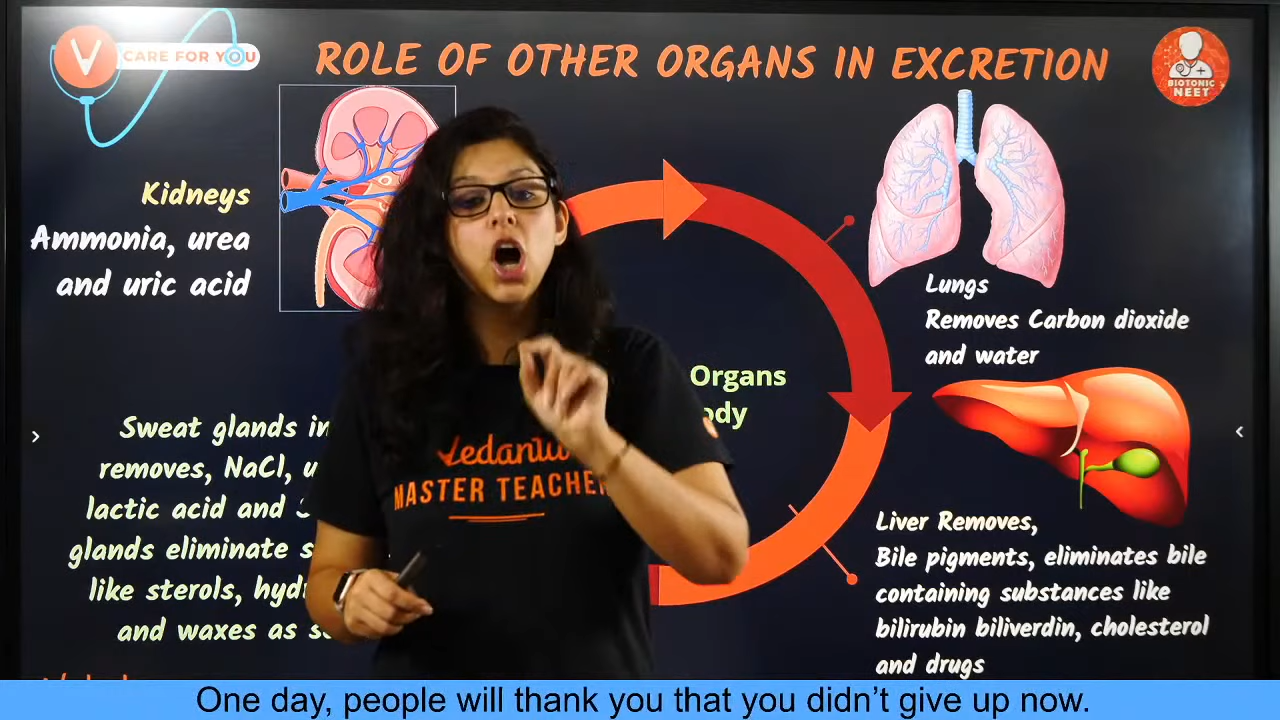 V
CARE FOR YOU
ROLE OF OTHER ORGANS IN EXCRETION
BIOTONIC
NEET
Kidneys
Ammonia, urea
and uric acid
Lungs
Removes Carbon dioxide
and water
Organs
Sweat glands in
removes, NaCl,
lactic acid and
glands eliminate
like sterols,
and waxes as
Vedantu
MASTER TEACHER
Liver Removes,
Bile pigments, eliminates bile
containing substances like
bilirubin biliverdin, cholesterol
and drugs
One day, people will thank you that you didn’t give up now.